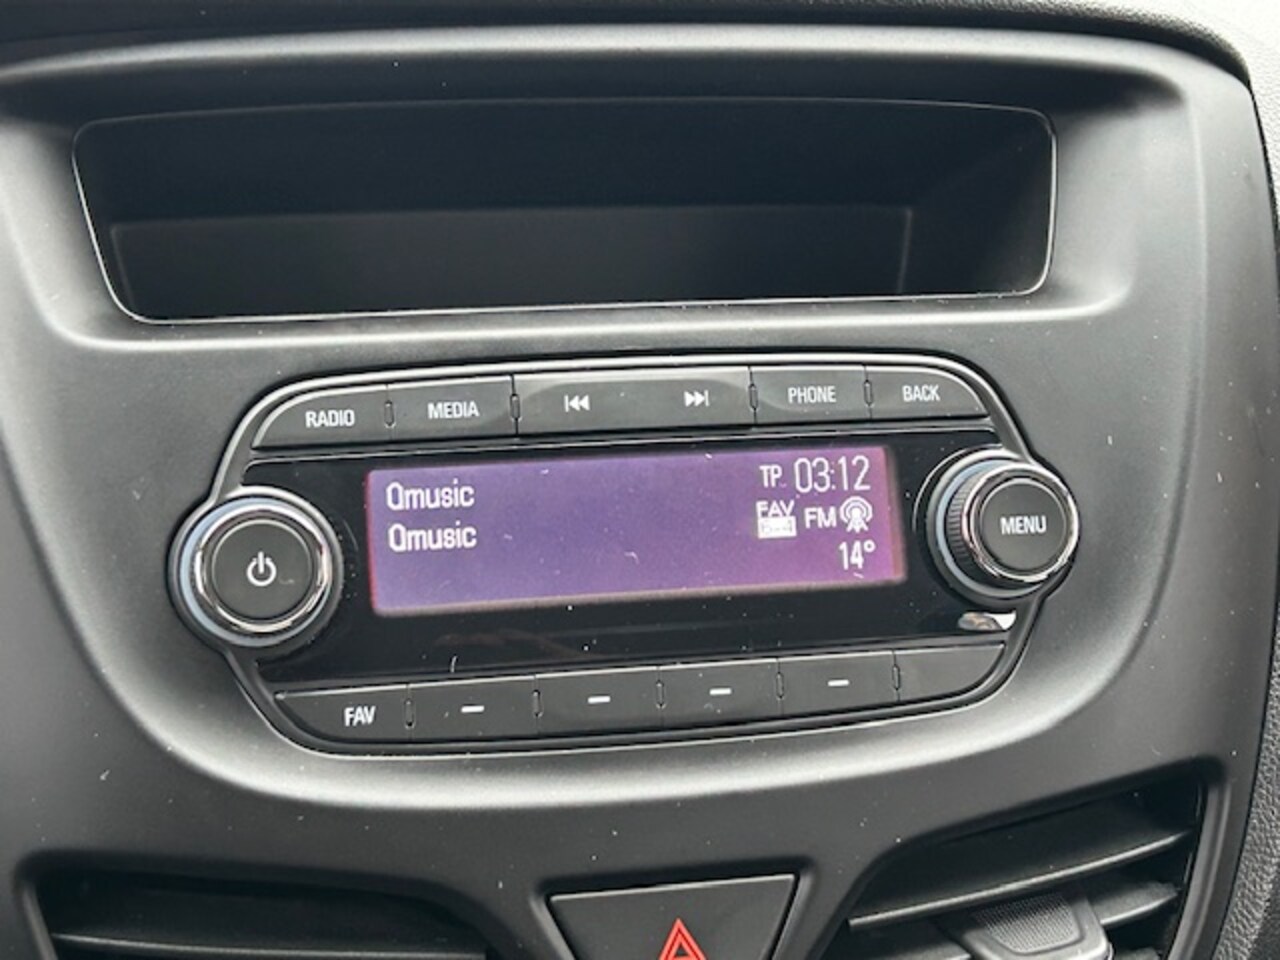 RADIO MEDIA PHONE BACK
Qmusic TP 03:12
Qmusic FAV FM
14°
MENU
FAV